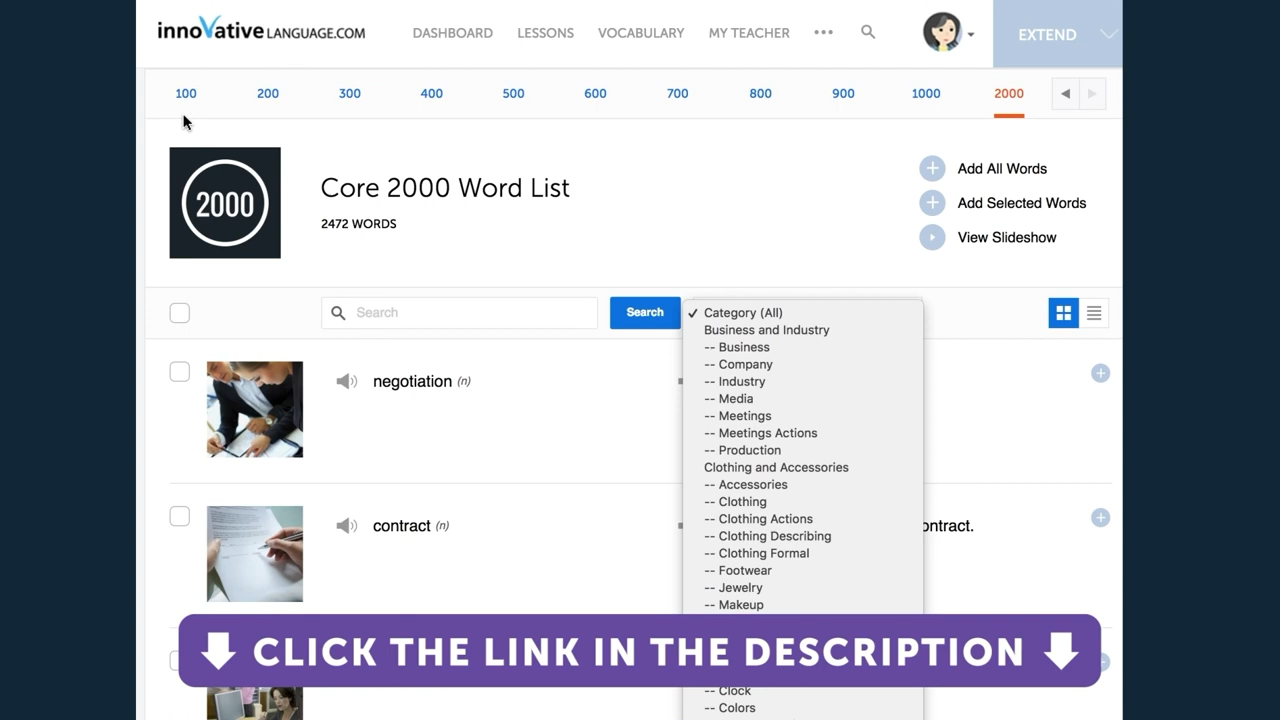 innoVative LANGUAGE.COM
DASHBOARD LESSONS VOCABULARY MY TEACHER EXTEND
100 200 300 400 500 600 700 800 900 1000 2000
2000
Core 2000 Word List
2472 WORDS
Add All Words
Add Selected Words
View Slideshow
Search
Search
Category (All)
Business and Industry
-- Business
-- Company
-- Industry
-- Media
-- Meetings
-- Meetings Actions
-- Production
Clothing and Accessories
-- Accessories
-- Clothing
-- Clothing Actions
-- Clothing Describing
-- Clothing Formal
-- Footwear
-- Jewelry
-- Makeup
-- Clock
-- Colors
negotiation (n)
contract (n)
ontract.
CLICK THE LINK IN THE DESCRIPTION